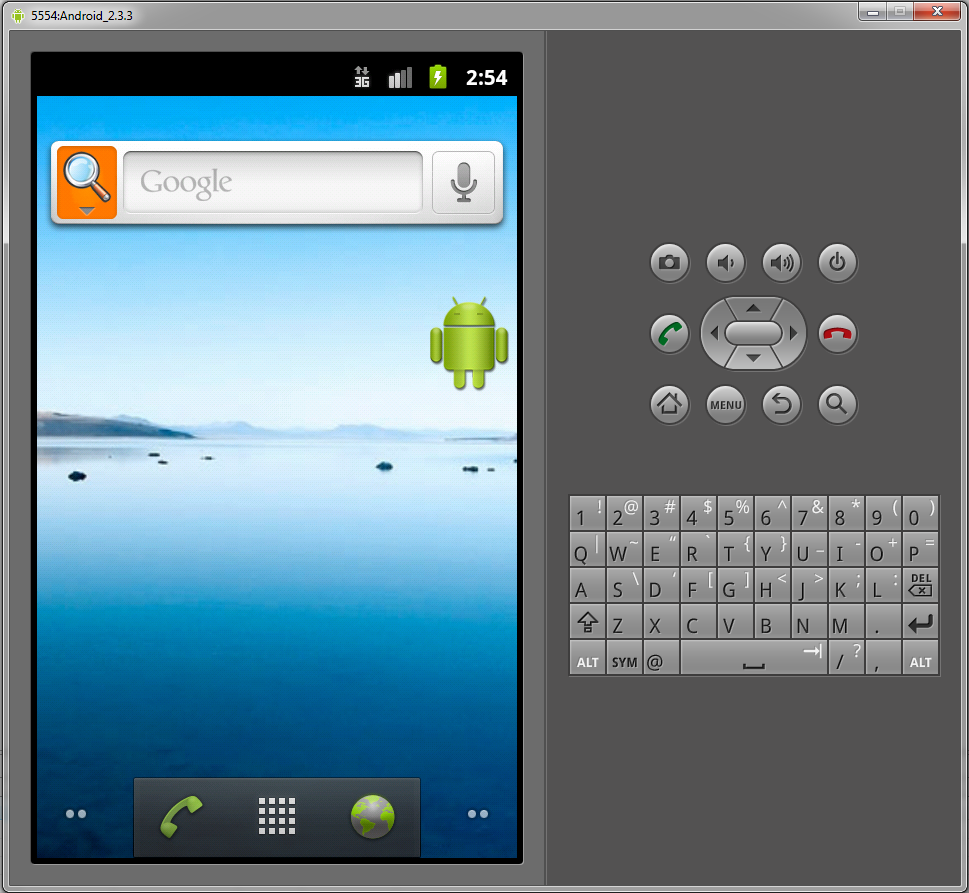 5554:Android_2.3.3
3G 2:54
Google
MENU
1 ! 2 @ 3 # 4 $ 5 % 6 ^ 7 & 8 * 9 ( 0 )
Q | W ~ E “ R ` T { Y } U _ I - O + P =
A S \ D ‘ F [ G ] H < J > K ; L : DEL
Z X C V B N M .
ALT SYM @ / ? , ALT